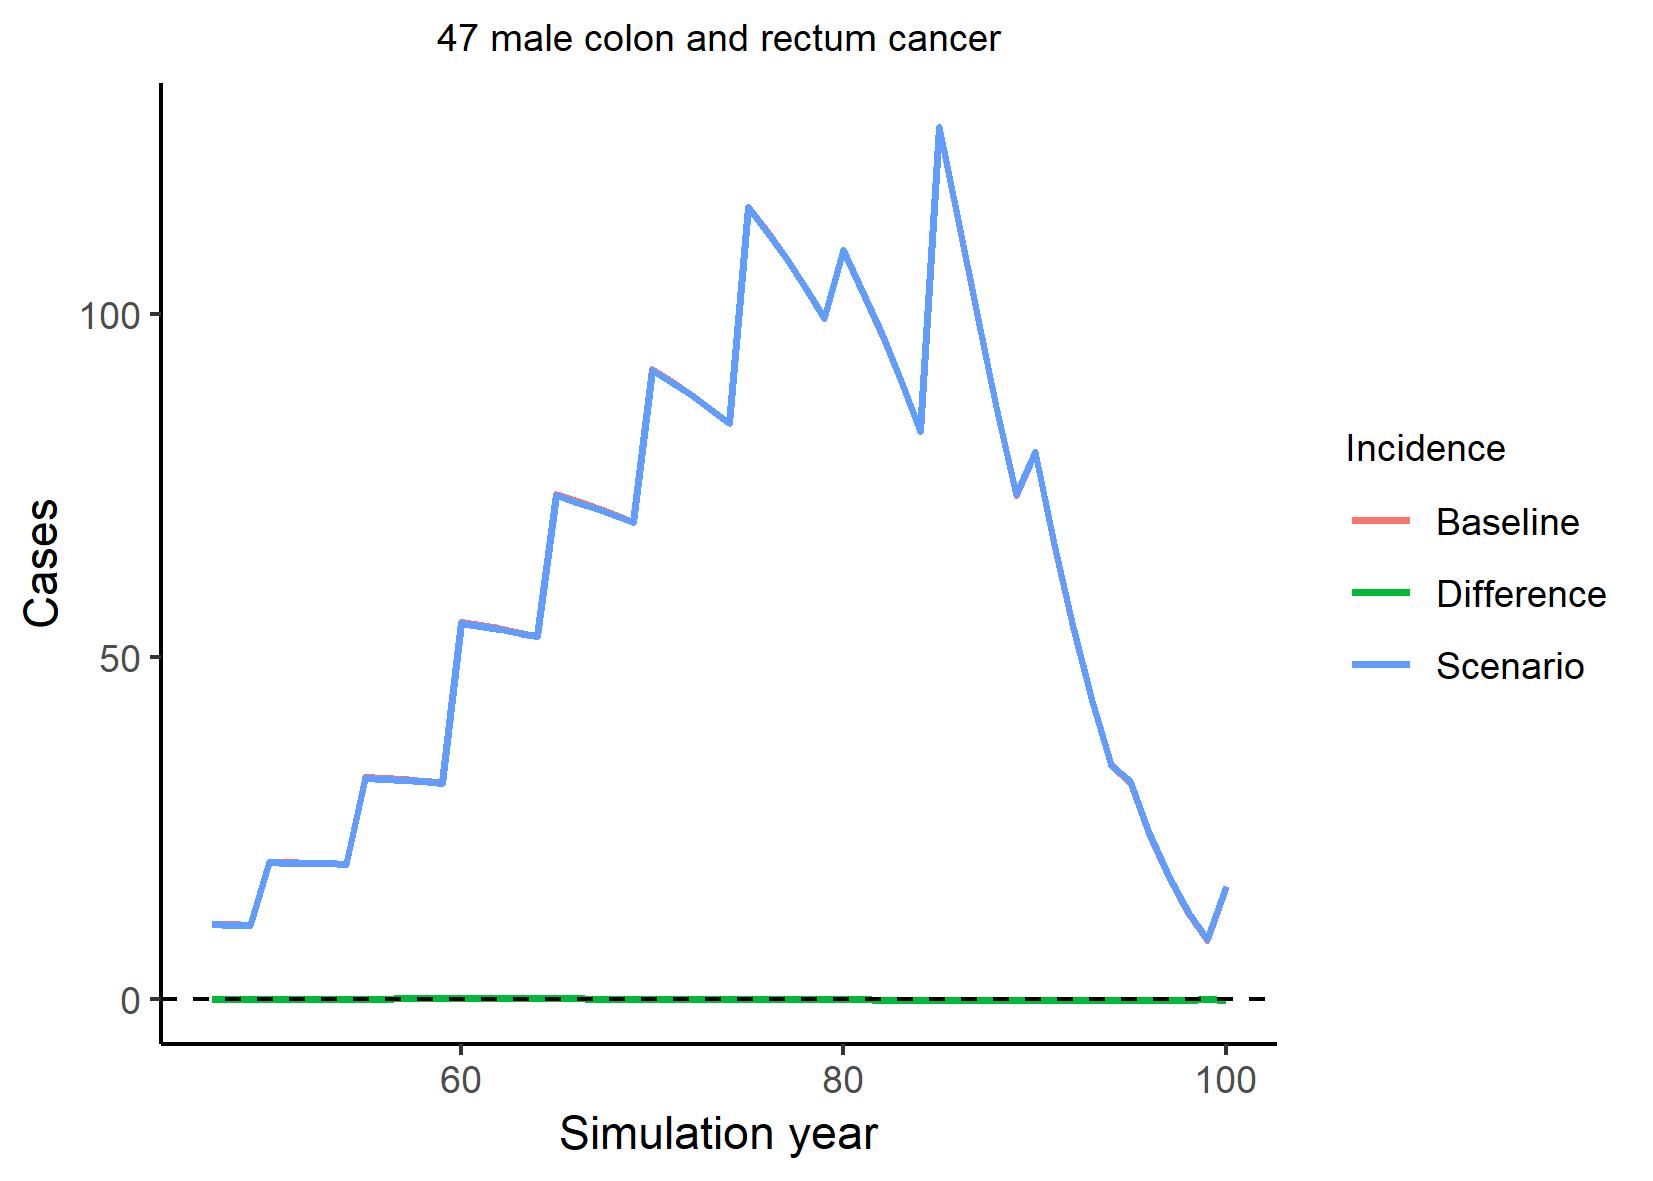 47 male colon and rectum cancer
Cases
100
50
0
60
80
100
Simulation year
Incidence
Baseline
Difference
Scenario